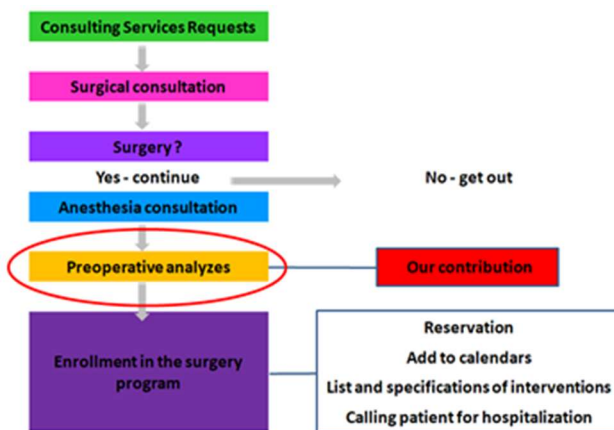 Consulting Services Requests
Surgical consultation
Surgery ?
Yes - continue
No - get out
Anesthesia consultation
Preoperative analyzes
Our contribution
Enrollment in the surgery
program
Reservation
Add to calendars
List and specifications of interventions
Calling patient for hospitalization